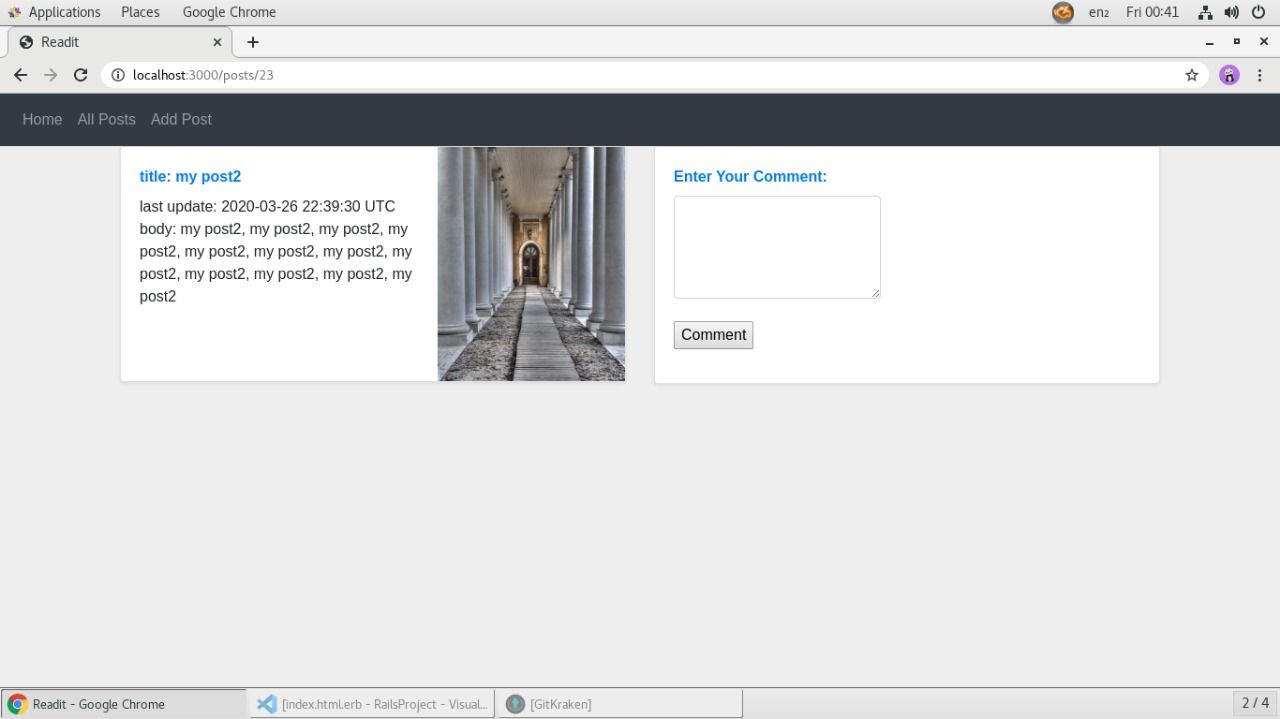 Applications Places Google Chrome en₂ Fri 00:41
Readit
localhost:3000/posts/23
Home All Posts Add Post
title: my post2
last update: 2020-03-26 22:39:30 UTC
body: my post2, my post2, my post2, my
post2, my post2, my post2, my post2, my
post2, my post2, my post2, my post2, my
post2
Enter Your Comment:
Comment
Readit - Google Chrome [index.html.erb - RailsProject - Visual... [GitKraken] 2 / 4